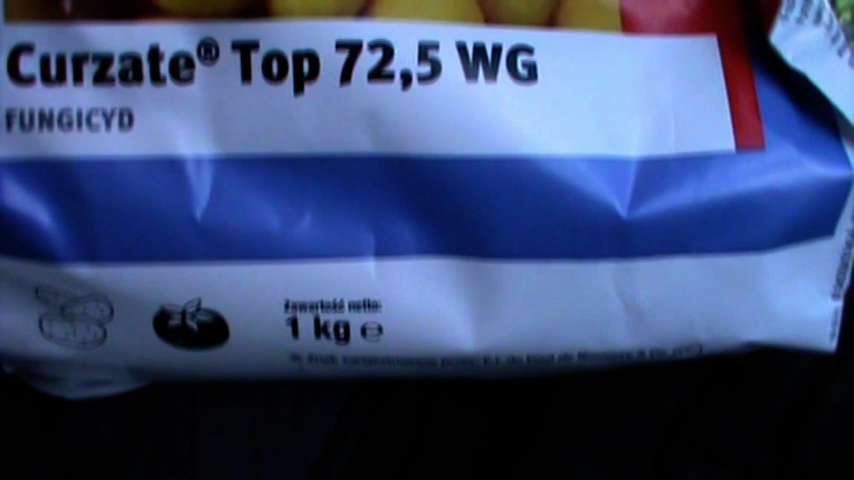 Curzate® Top 72,5 WG
FUNGICYD
Zawartość netto:
1 kg e